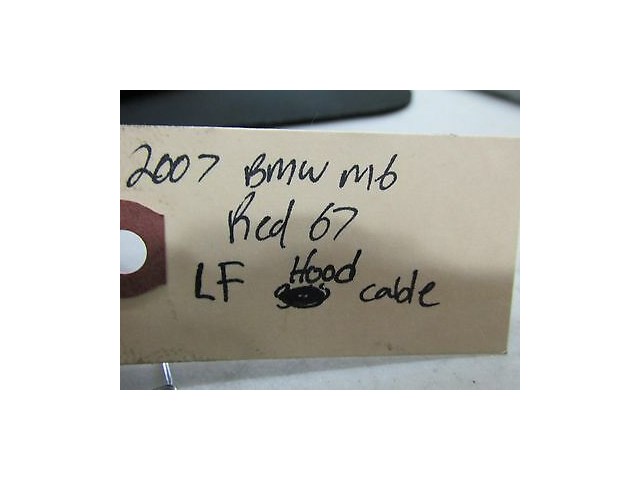 2007 BMW M6
Red 67
LF Hood cable